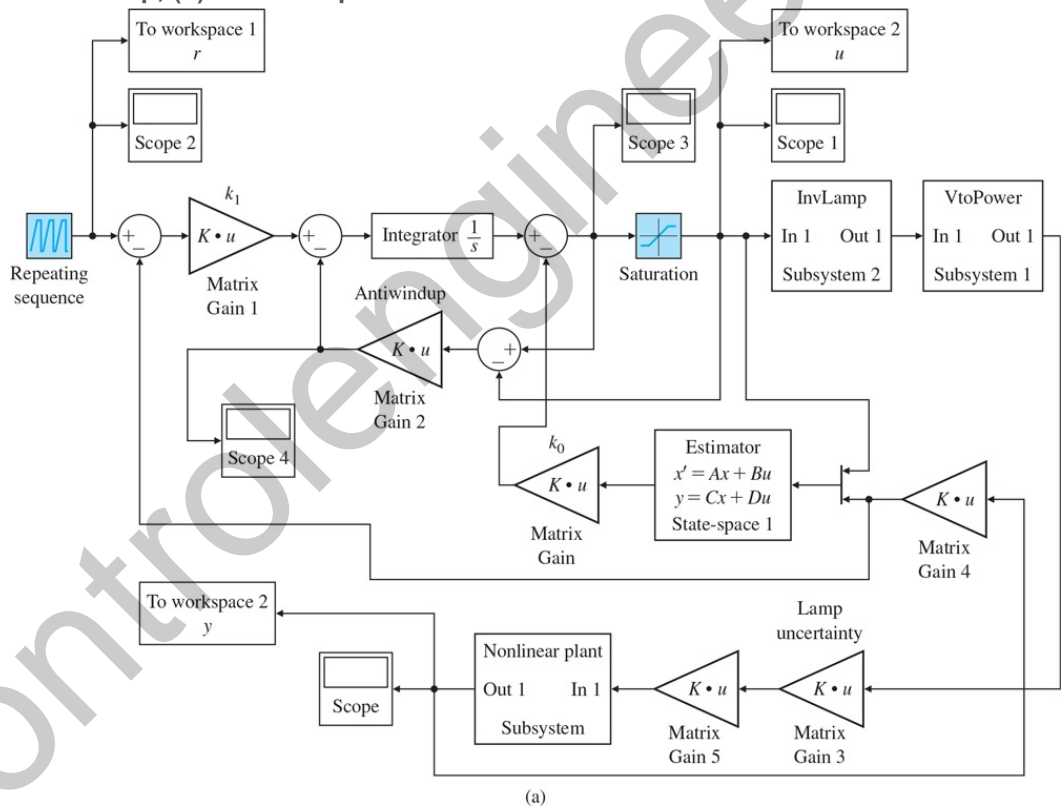 To workspace 1
r
To workspace 2
u
Scope 2
Scope 3
Scope 1
k1
K • u
Matrix
Gain 1
+
−
+
−
Integrator 1/s
+
−
Repeating
sequence
Saturation
InvLamp
In 1 Out 1
Subsystem 2
VtoPower
In 1 Out 1
Subsystem 1
Antiwindup
K • u
Matrix
Gain 2
− +
Scope 4
k0
K • u
Matrix
Gain
Estimator
x′ = Ax + Bu
y = Cx + Du
State-space 1
K • u
Matrix
Gain 4
To workspace 2
y
Scope
Nonlinear plant
Out 1 In 1
Subsystem
K • u
Matrix
Gain 5
Lamp
uncertainty
K • u
Matrix
Gain 3
(a)
ontrolenginee